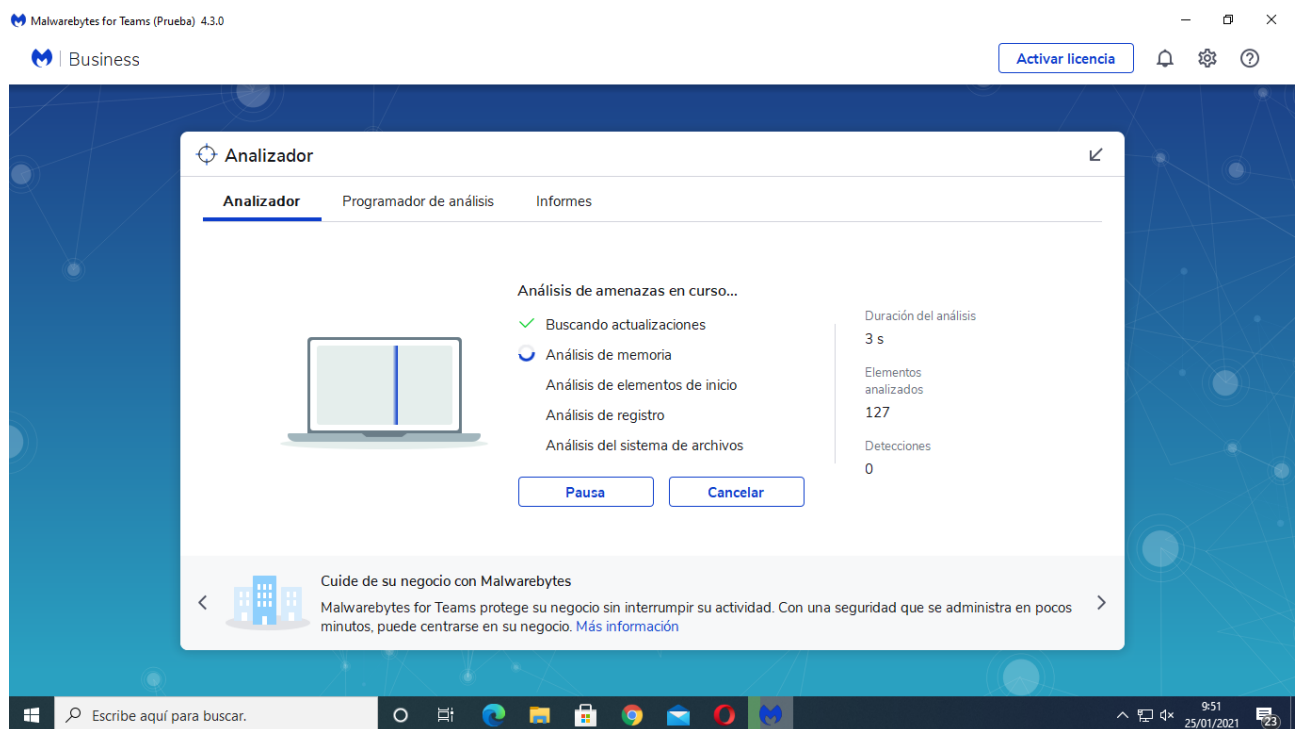 Malwarebytes for Teams (Prueba) 4.3.0
Business
Activar licencia
Analizador
Analizador
Programador de análisis
Informes
Análisis de amenazas en curso...
Buscando actualizaciones
Análisis de memoria
Análisis de elementos de inicio
Análisis de registro
Análisis del sistema de archivos
Pausa
Cancelar
Duración del análisis
3 s
Elementos
analizados
127
Detecciones
0
Cuide de su negocio con Malwarebytes
Malwarebytes for Teams protege su negocio sin interrumpir su actividad. Con una seguridad que se administra en pocos
minutos, puede centrarse en su negocio. Más información
Escribe aquí para buscar.
9:51
25/01/2021
23